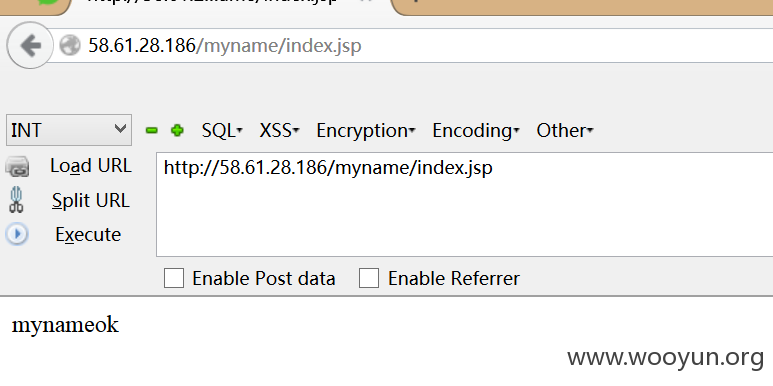 58.61.28.186/myname/index.jsp
INT SQL XSS Encryption Encoding Other
Load URL
http://58.61.28.186/myname/index.jsp
Split URL
Execute
Enable Post data Enable Referrer
mynameok
www.wooyun.org